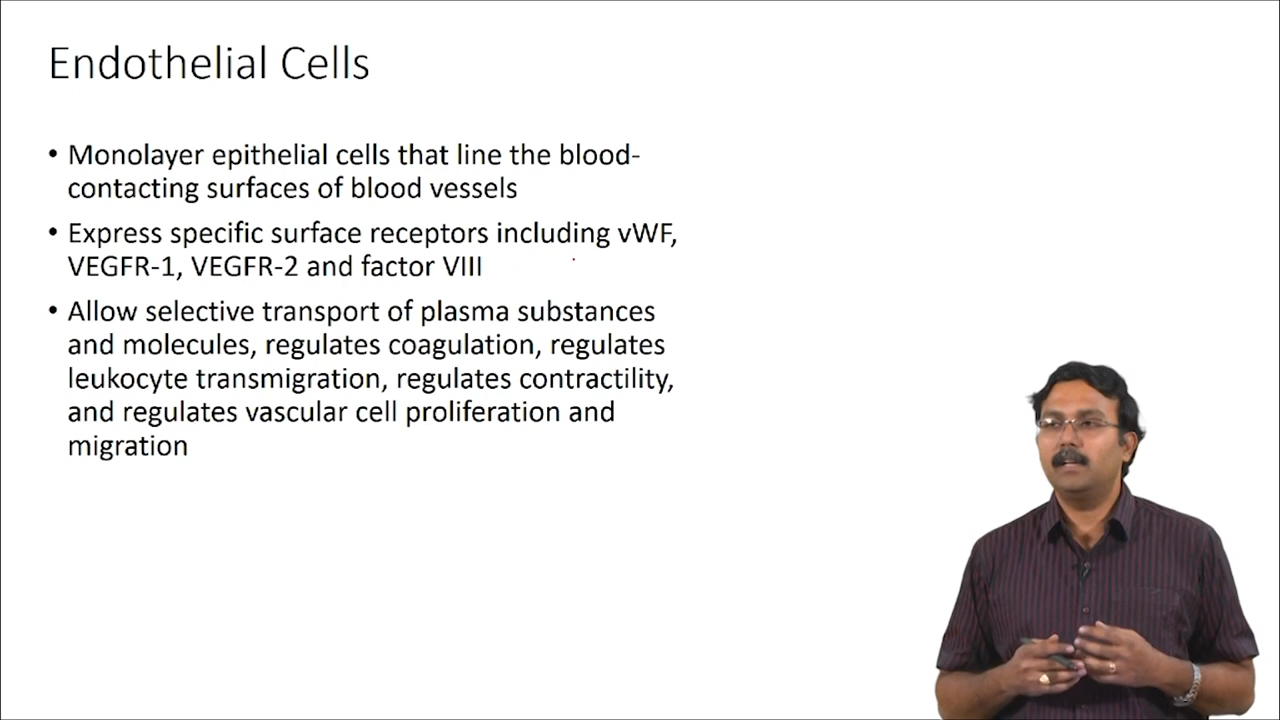 Endothelial Cells
• Monolayer epithelial cells that line the blood-
contacting surfaces of blood vessels
• Express specific surface receptors including vWF,
VEGFR-1, VEGFR-2 and factor VIII
• Allow selective transport of plasma substances
and molecules, regulates coagulation, regulates
leukocyte transmigration, regulates contractility,
and regulates vascular cell proliferation and
migration